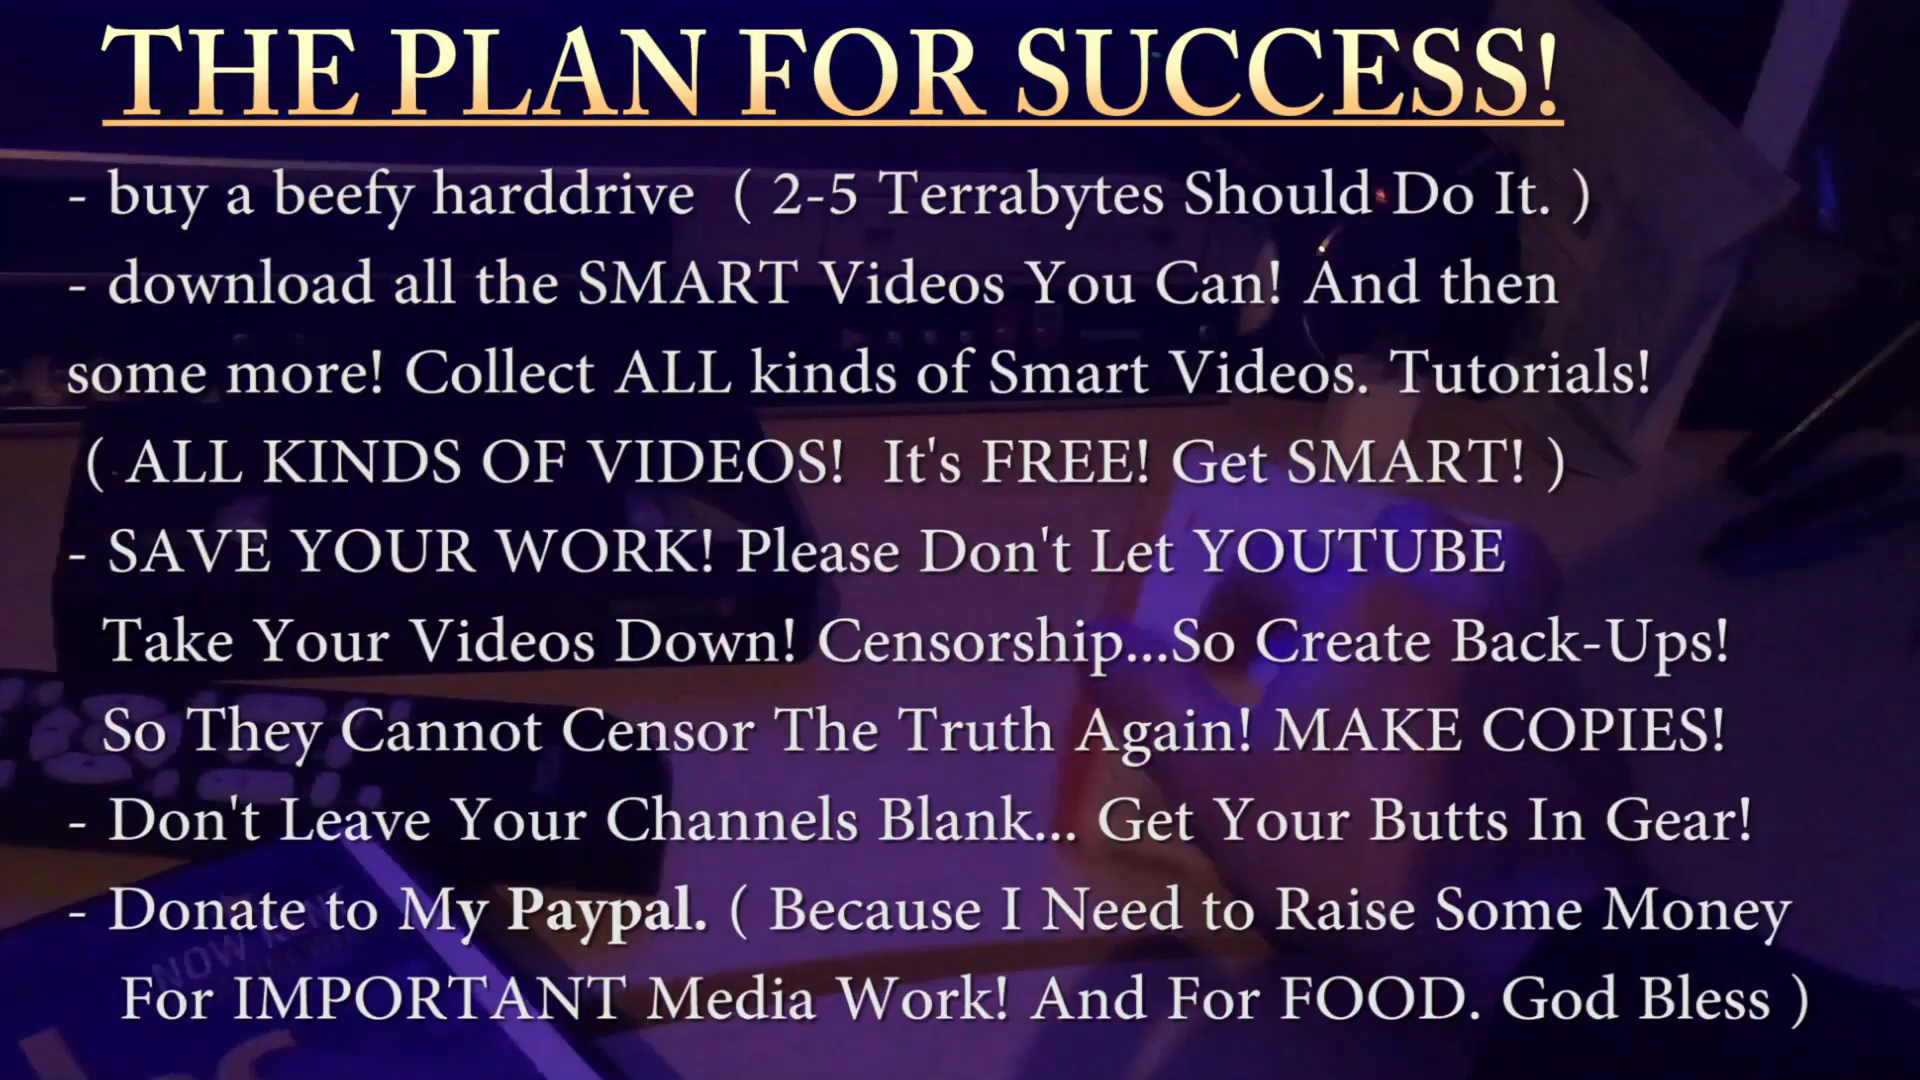 THE PLAN FOR SUCCESS!
- buy a beefy harddrive ( 2-5 Terrabytes Should Do It. )
- download all the SMART Videos You Can! And then
some more! Collect ALL kinds of Smart Videos. Tutorials!
( ALL KINDS OF VIDEOS! It's FREE! Get SMART! )
- SAVE YOUR WORK! Please Don't Let YOUTUBE
Take Your Videos Down! Censorship...So Create Back-Ups!
So They Cannot Censor The Truth Again! MAKE COPIES!
- Don't Leave Your Channels Blank... Get Your Butts In Gear!
- Donate to My Paypal. ( Because I Need to Raise Some Money
For IMPORTANT Media Work! And For FOOD. God Bless )
NOW